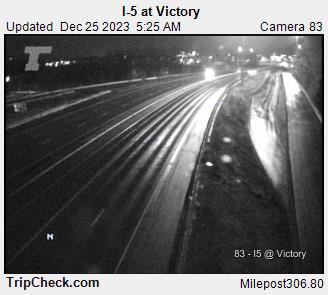 I-5 at Victory
Updated Dec 25 2023 5:25 AM Camera 83
T
N
83 - I5 @ Victory
TripCheck.com Milepost306.80